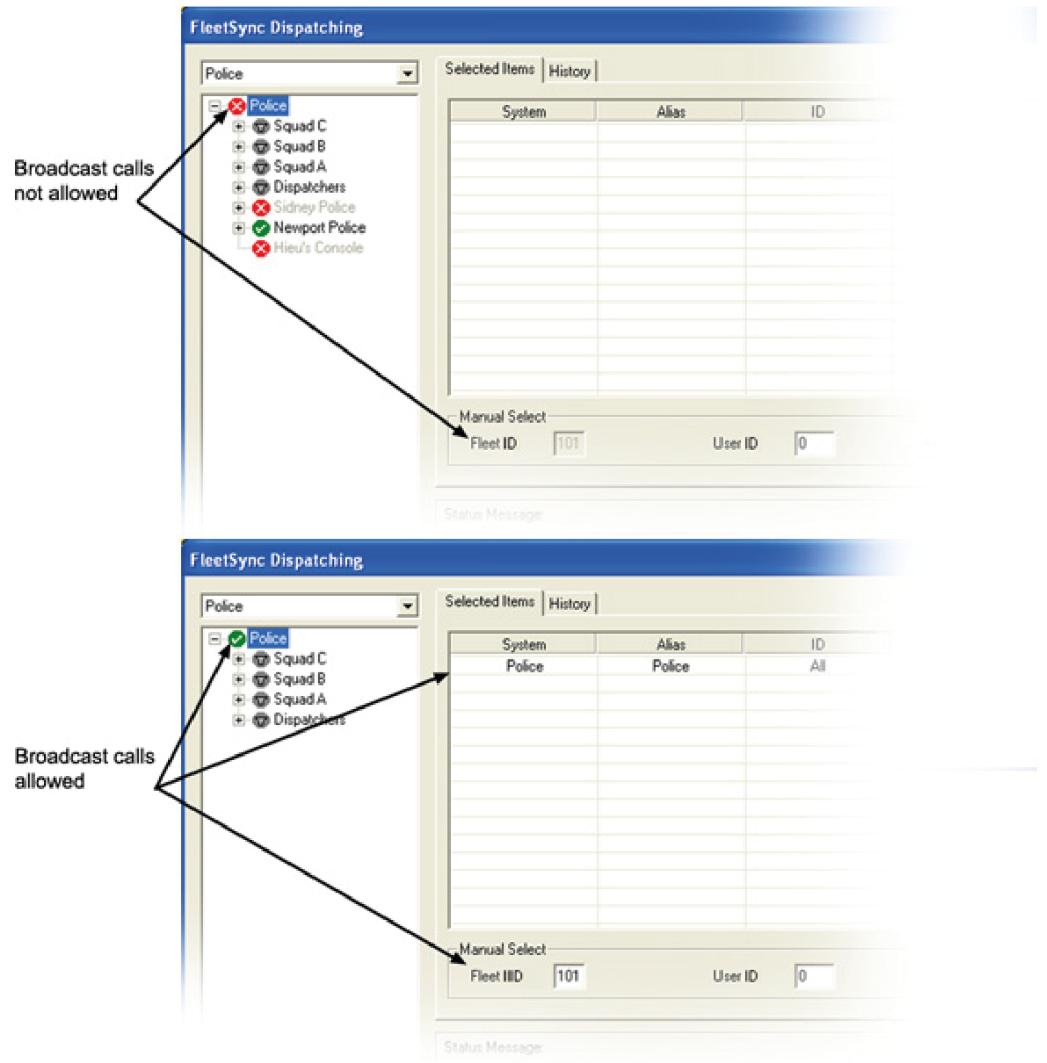 FleetSync Dispatching
Police
Selected Items History
System Alias ID
Police
Squad C
Squad B
Squad A
Dispatchers
Sidney Police
Newport Police
Hieu's Console
Broadcast calls
not allowed
Manual Select
Fleet ID 101 User ID 0
Status Message:
FleetSync Dispatching
Police
Selected Items History
System Alias ID
Police Police All
Police
Squad C
Squad B
Squad A
Dispatchers
Broadcast calls
allowed
Manual Select
Fleet IIID 101 User ID 0
Status Message: